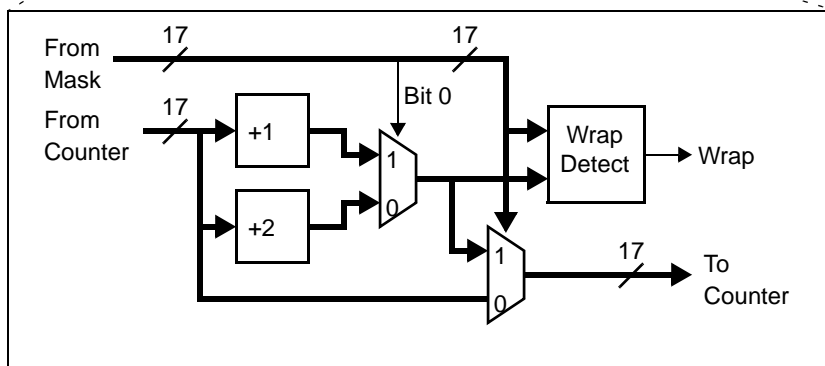 17
17
From
Mask
Bit 0
17
From
Counter
+1
1
0
Wrap
Detect
Wrap
+2
1
0
17
To
Counter